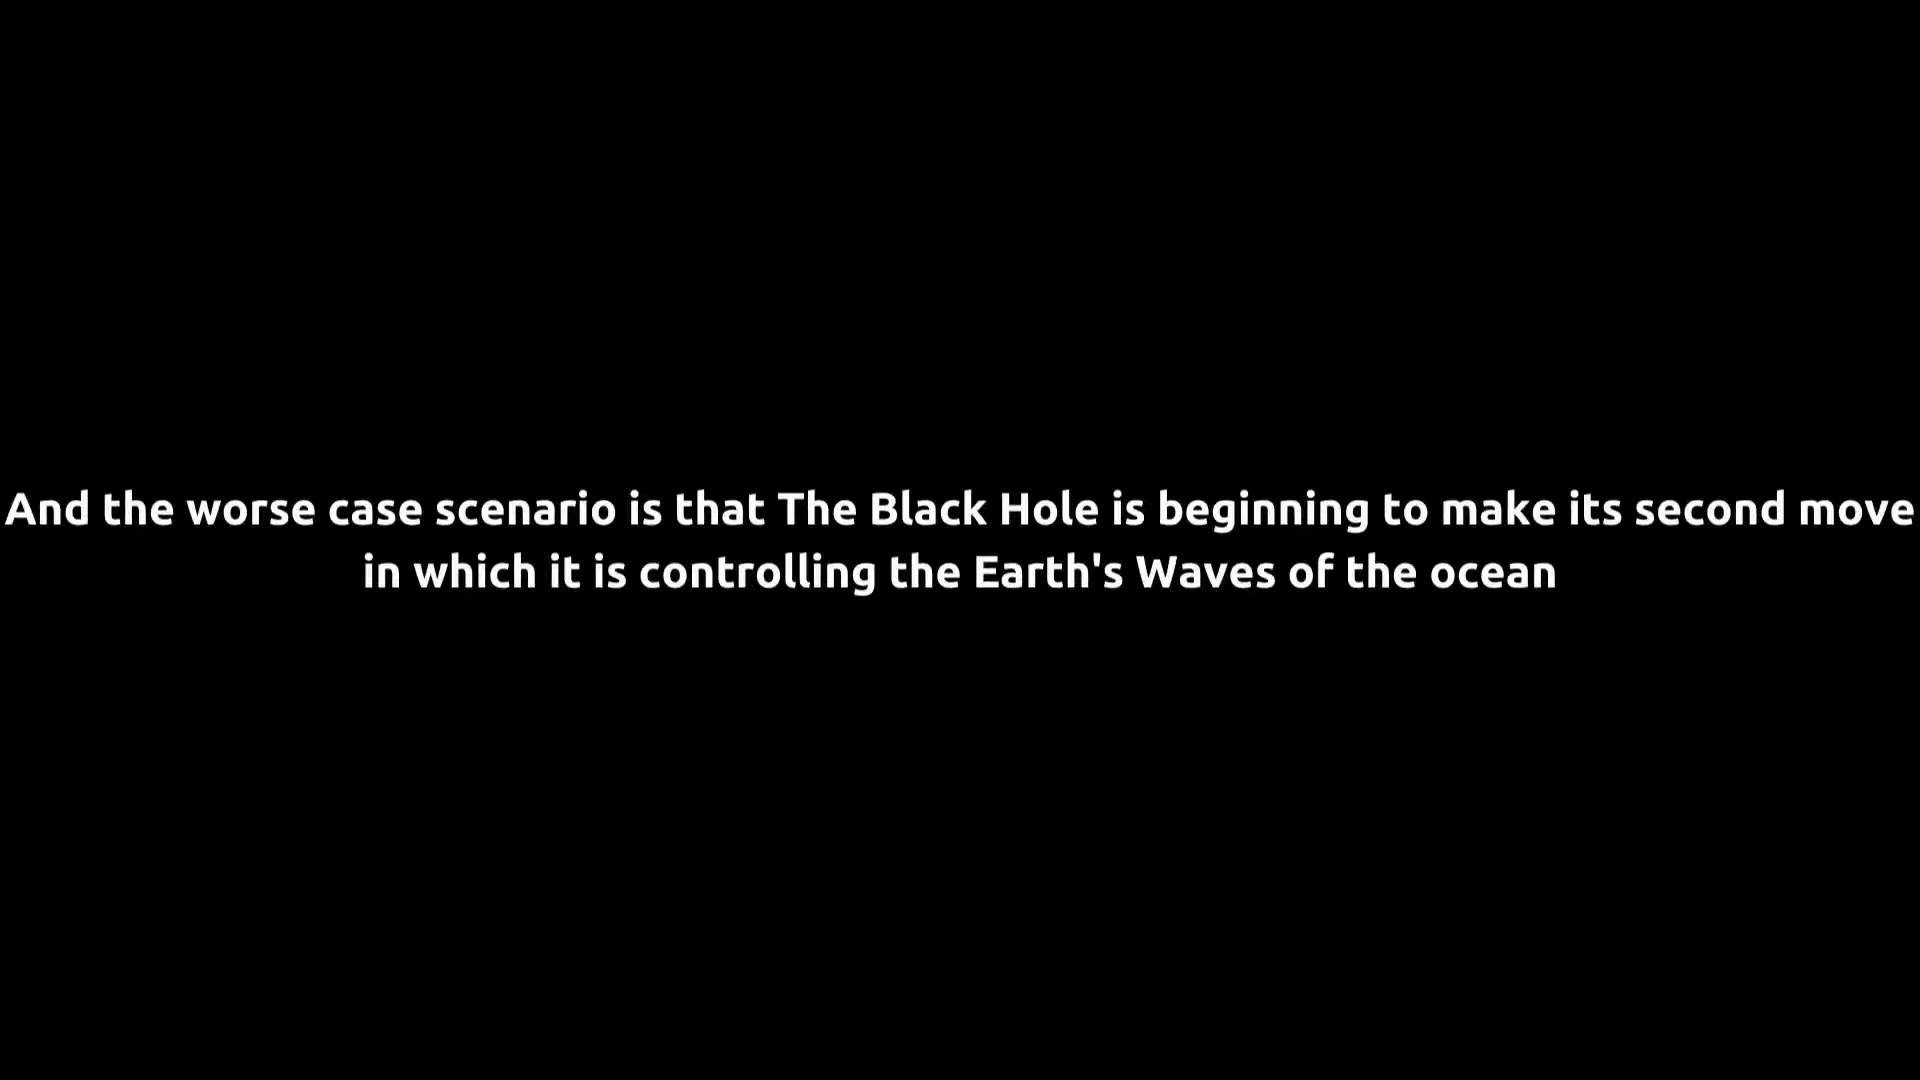 And the worse case scenario is that The Black Hole is beginning to make its second move
in which it is controlling the Earth's Waves of the ocean